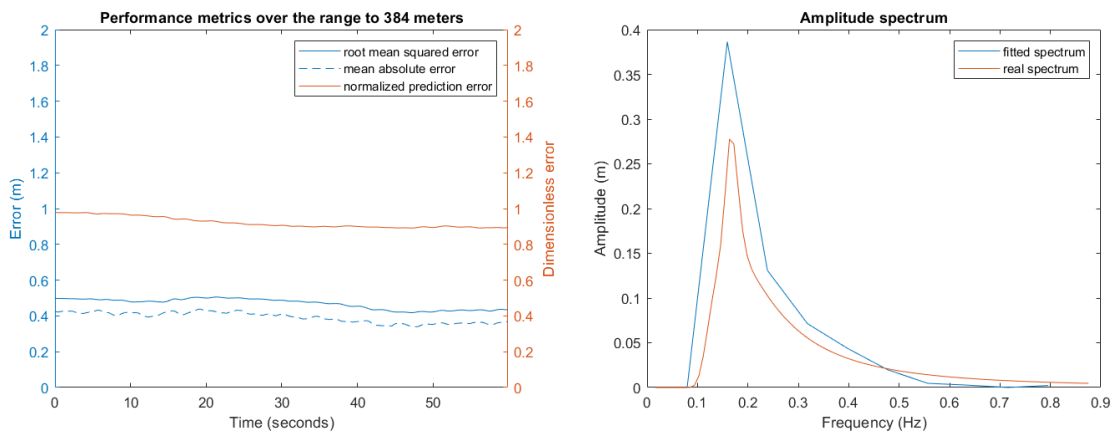 Performance metrics over the range to 384 meters
2
1.8
1.6
1.4
1.2
1
0.8
0.6
0.4
0.2
0
Error (m)
root mean squared error
mean absolute error
normalized prediction error
2
1.8
1.6
1.4
1.2
1
0.8
0.6
0.4
0.2
0
Dimensionless error
0 10 20 30 40 50
Time (seconds)
Amplitude spectrum
0.4
0.35
0.3
0.25
0.2
0.15
0.1
0.05
0
Amplitude (m)
fitted spectrum
real spectrum
0 0.1 0.2 0.3 0.4 0.5 0.6 0.7 0.8 0.9
Frequency (Hz)